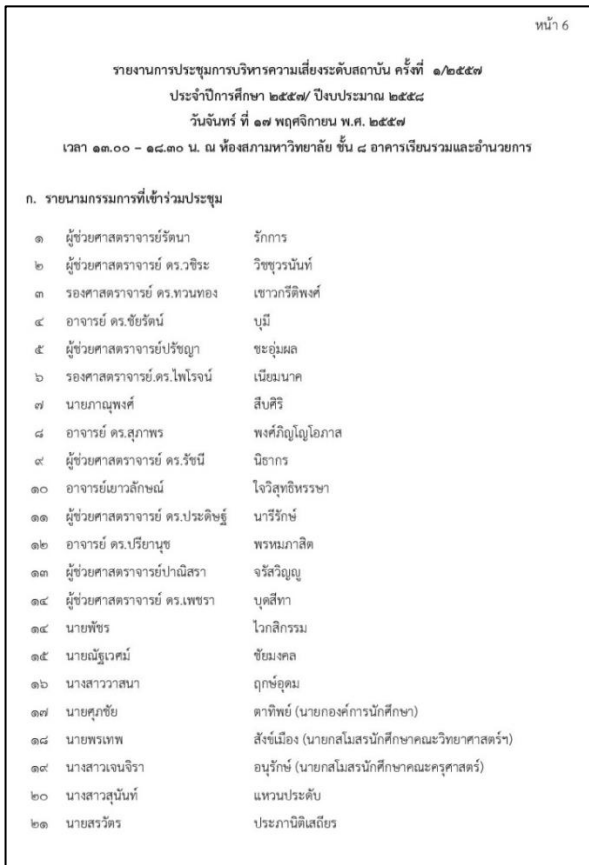 หน้า 6
รายงานการประชุมการบริหารความเสี่ยงระดับสถาบัน ครั้งที่ ๑/๒๕๕๗
ประจำปีการศึกษา ๒๕๕๗/ ปีงบประมาณ ๒๕๕๘
วันจันทร์ ที่ ๑๗ พฤศจิกายน พ.ศ. ๒๕๕๗
เวลา ๑๓.๐๐ – ๑๘.๓๐ น. ณ ห้องสภามหาวิทยาลัย ชั้น ๘ อาคารเรียนรวมและอำนวยการ
ก. รายนามกรรมการที่เข้าร่วมประชุม
๑ ผู้ช่วยศาสตราจารย์รัตนา รักการ
๒ ผู้ช่วยศาสตราจารย์ ดร.วชิระ วิชชุวรนันท์
๓ รองศาสตราจารย์ ดร.ทวนทอง เชาวกรีติพงศ์
๔ อาจารย์ ดร.ชัยรัตน์ บุมี
๕ ผู้ช่วยศาสตราจารย์ปรัชญา ชะอุ่มผล
๖ รองศาสตราจารย์.ดร.ไพโรจน์ เนียมนาค
๗ นายภาณุพงศ์ สืบศิริ
๘ อาจารย์ ดร.สุภาพร พงศ์ภิญโญโอภาส
๙ ผู้ช่วยศาสตราจารย์ ดร.รัชนี นิธากร
๑๐ อาจารย์เยาวลักษณ์ ใจวิสุทธิหรรษา
๑๑ ผู้ช่วยศาสตราจารย์ ดร.ประดิษฐ์ นารีรักษ์
๑๒ อาจารย์ ดร.ปรียานุช พรหมภาสิต
๑๓ ผู้ช่วยศาสตราจารย์ปาณิสรา จรัสวิญญู
๑๔ ผู้ช่วยศาสตราจารย์ ดร.เพชรา บุดสีทา
๑๔ นายพัชร ไวกสิกรรม
๑๕ นายณัฐเวศม์ ชัยมงคล
๑๖ นางสาววาสนา ฤกษ์อุดม
๑๗ นายศุภชัย ตาทิพย์ (นายกองค์การนักศึกษา)
๑๘ นายพรเทพ สังข์เมือง (นายกสโมสรนักศึกษาคณะวิทยาศาสตร์ฯ)
๑๙ นางสาวเจนจิรา อนุรักษ์ (นายกสโมสรนักศึกษาคณะครุศาสตร์)
๒๐ นางสาวสุนันท์ แหวนประดับ
๒๑ นายสรวัตร ประภานิติเสถียร